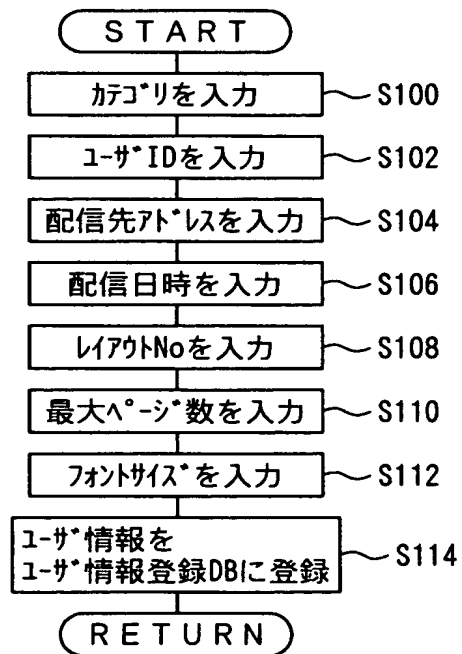 START
ｶﾃｺﾞﾘを入力 S100
ﾕｰｻﾞIDを入力 S102
配信先ｱﾄﾞﾚｽを入力 S104
配信日時を入力 S106
ﾚｲｱｳﾄNoを入力 S108
最大ﾍﾟｰｼﾞ数を入力 S110
ﾌｫﾝﾄｻｲｽﾞを入力 S112
ﾕｰｻﾞ情報を
ﾕｰｻﾞ情報登録DBに登録 S114
RETURN